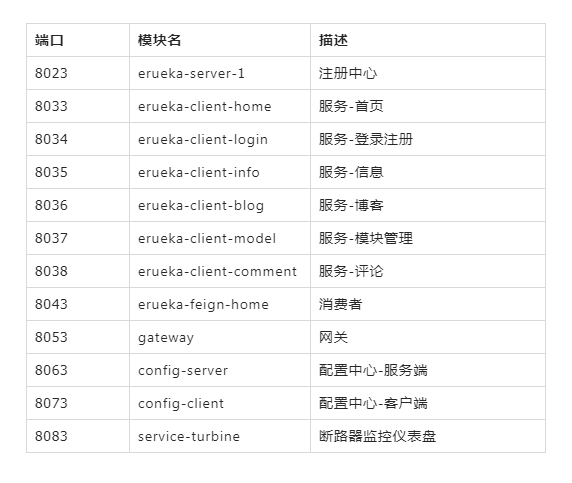 端口 模块名 描述
8023 erueka-server-1 注册中心
8033 erueka-client-home 服务-首页
8034 erueka-client-login 服务-登录注册
8035 erueka-client-info 服务-信息
8036 erueka-client-blog 服务-博客
8037 erueka-client-model 服务-模块管理
8038 erueka-client-comment 服务-评论
8043 erueka-feign-home 消费者
8053 gateway 网关
8063 config-server 配置中心-服务端
8073 config-client 配置中心-客户端
8083 service-turbine 断路器监控仪表盘